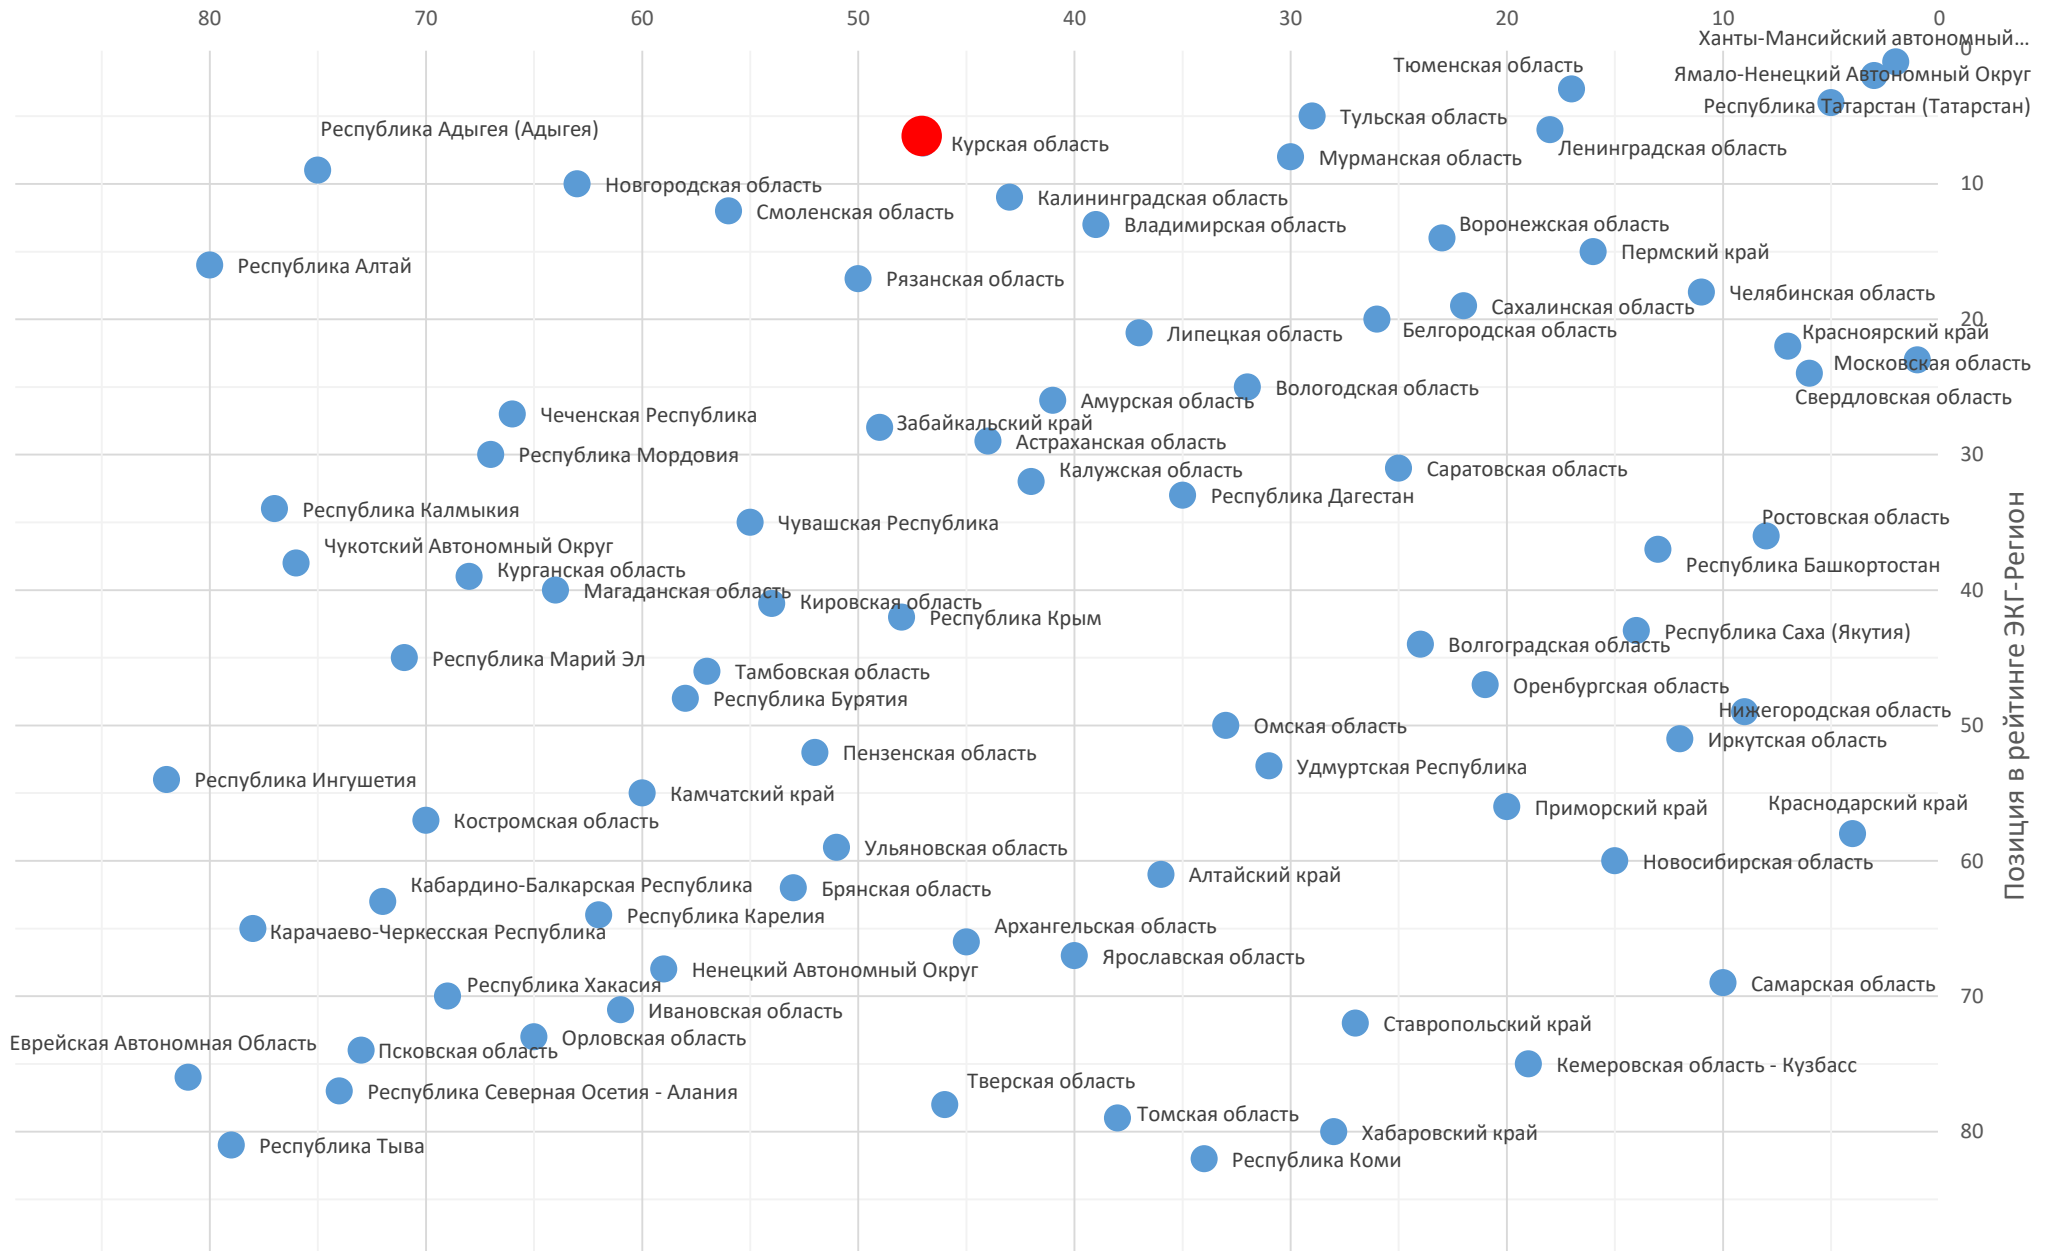 80 70 60 50 40 30 20 10 0
Ханты-Мансийский автономный...
0
Тюменская область
Ямало-Ненецкий Автономный Округ
Республика Татарстан (Татарстан)
Тульская область
Республика Адыгея (Адыгея)
Курская область
Ленинградская область
Мурманская область
10
Новгородская область
Калининградская область
Смоленская область
Владимирская область
Воронежская область
Пермский край
Республика Алтай
Рязанская область
Челябинская область
Сахалинская область
20
Белгородская область
Красноярский край
Липецкая область
Московская область
Вологодская область
Свердловская область
Амурская область
Чеченская Республика
Забайкальский край
Астраханская область
Республика Мордовия
30
Калужская область
Саратовская область
Республика Дагестан
Республика Калмыкия
Ростовская область
Чувашская Республика
Чукотский Автономный Округ
Республика Башкортостан
Курганская область
40
Магаданская область
Кировская область
Республика Крым
Республика Саха (Якутия)
Волгоградская область
Республика Марий Эл
Тамбовская область
Оренбургская область
Республика Бурятия
Нижегородская область
50
Омская область
Иркутская область
Пензенская область
Удмуртская Республика
Республика Ингушетия
Камчатский край
Краснодарский край
Приморский край
Костромская область
Ульяновская область
60
Новосибирская область
Алтайский край
Кабардино-Балкарская Республика
Брянская область
Республика Карелия
Архангельская область
Карачаево-Черкесская Республика
Ярославская область
Ненецкий Автономный Округ
Республика Хакасия
Самарская область
70
Ивановская область
Ставропольский край
Орловская область
Еврейская Автономная Область
Псковская область
Кемеровская область - Кузбасс
Тверская область
Республика Северная Осетия - Алания
Томская область
80
Хабаровский край
Республика Тыва
Республика Коми
Позиция в рейтинге ЭКГ-Регион